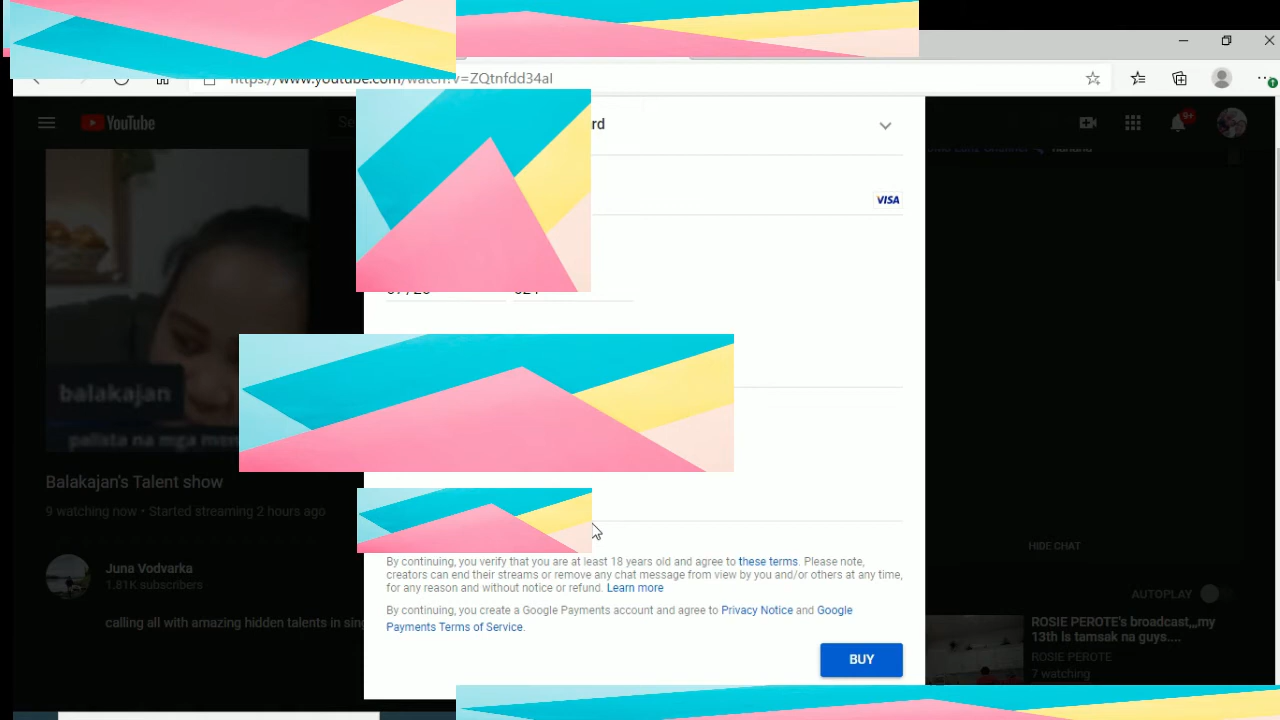 https://www.youtube.com/watch?v=ZQtnfdd34aI
YouTube
9+
rd
VISA
balakajan
Balakajan's Talent show
9 watching now • Started streaming 2 hours ago
Juna Vodvarka
1.81K subscribers
calling all with amazing hidden talents in sing
By continuing, you verify that you are at least 18 years old and agree to these terms. Please note,
creators can end their streams or remove any chat message from view by you and/or others at any time,
for any reason and without notice or refund. Learn more
By continuing, you create a Google Payments account and agree to Privacy Notice and Google
Payments Terms of Service.
BUY
HIDE CHAT
AUTOPLAY
ROSIE PEROTE's broadcast,,,my
13th is tamsak na guys....
ROSIE PEROTE
7 watching